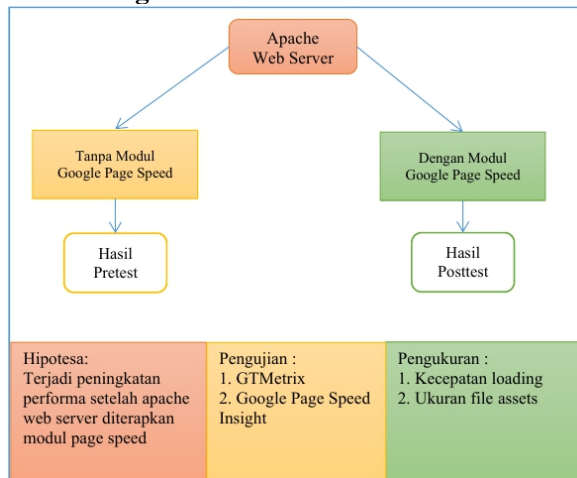 Apache
Web Server
Tanpa Modul
Google Page Speed
Dengan Modul
Google Page Speed
Hasil
Pretest
Hasil
Posttest
Hipotesa:
Terjadi peningkatan
performa setelah apache
web server diterapkan
modul page speed
Pengujian :
1. GTMetrix
2. Google Page Speed
Insight
Pengukuran :
1. Kecepatan loading
2. Ukuran file assets